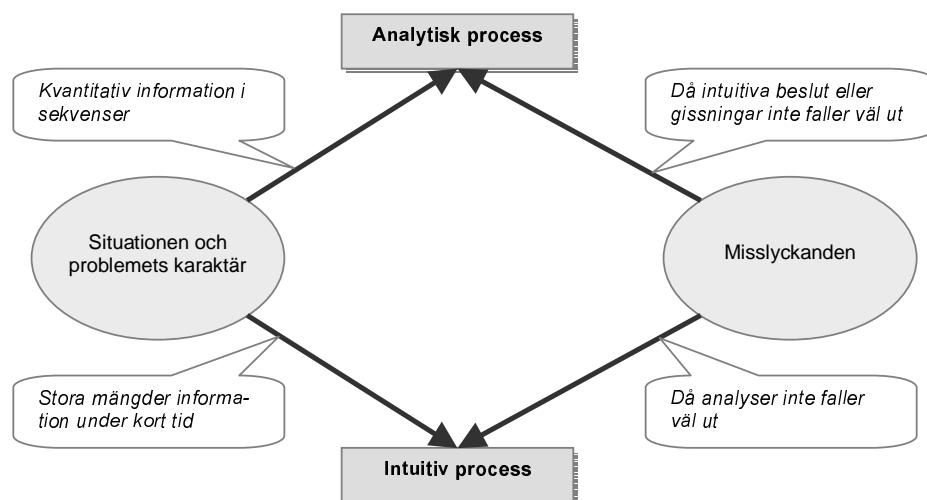 Analytisk process
Kvantitativ information i
sekvenser
Då intuitiva beslut eller
gissningar inte faller väl ut
Situationen och
problemets karaktär
Misslyckanden
Stora mängder informa-
tion under kort tid
Då analyser inte faller
väl ut
Intuitiv process